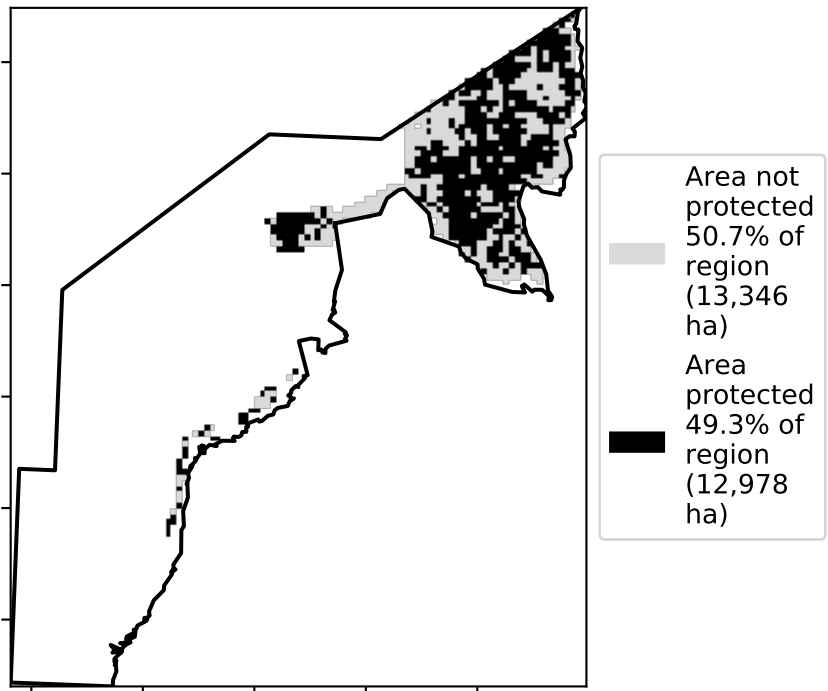 Area not
protected
50.7% of
region
(13,346
ha)
Area
protected
49.3% of
region
(12,978
ha)